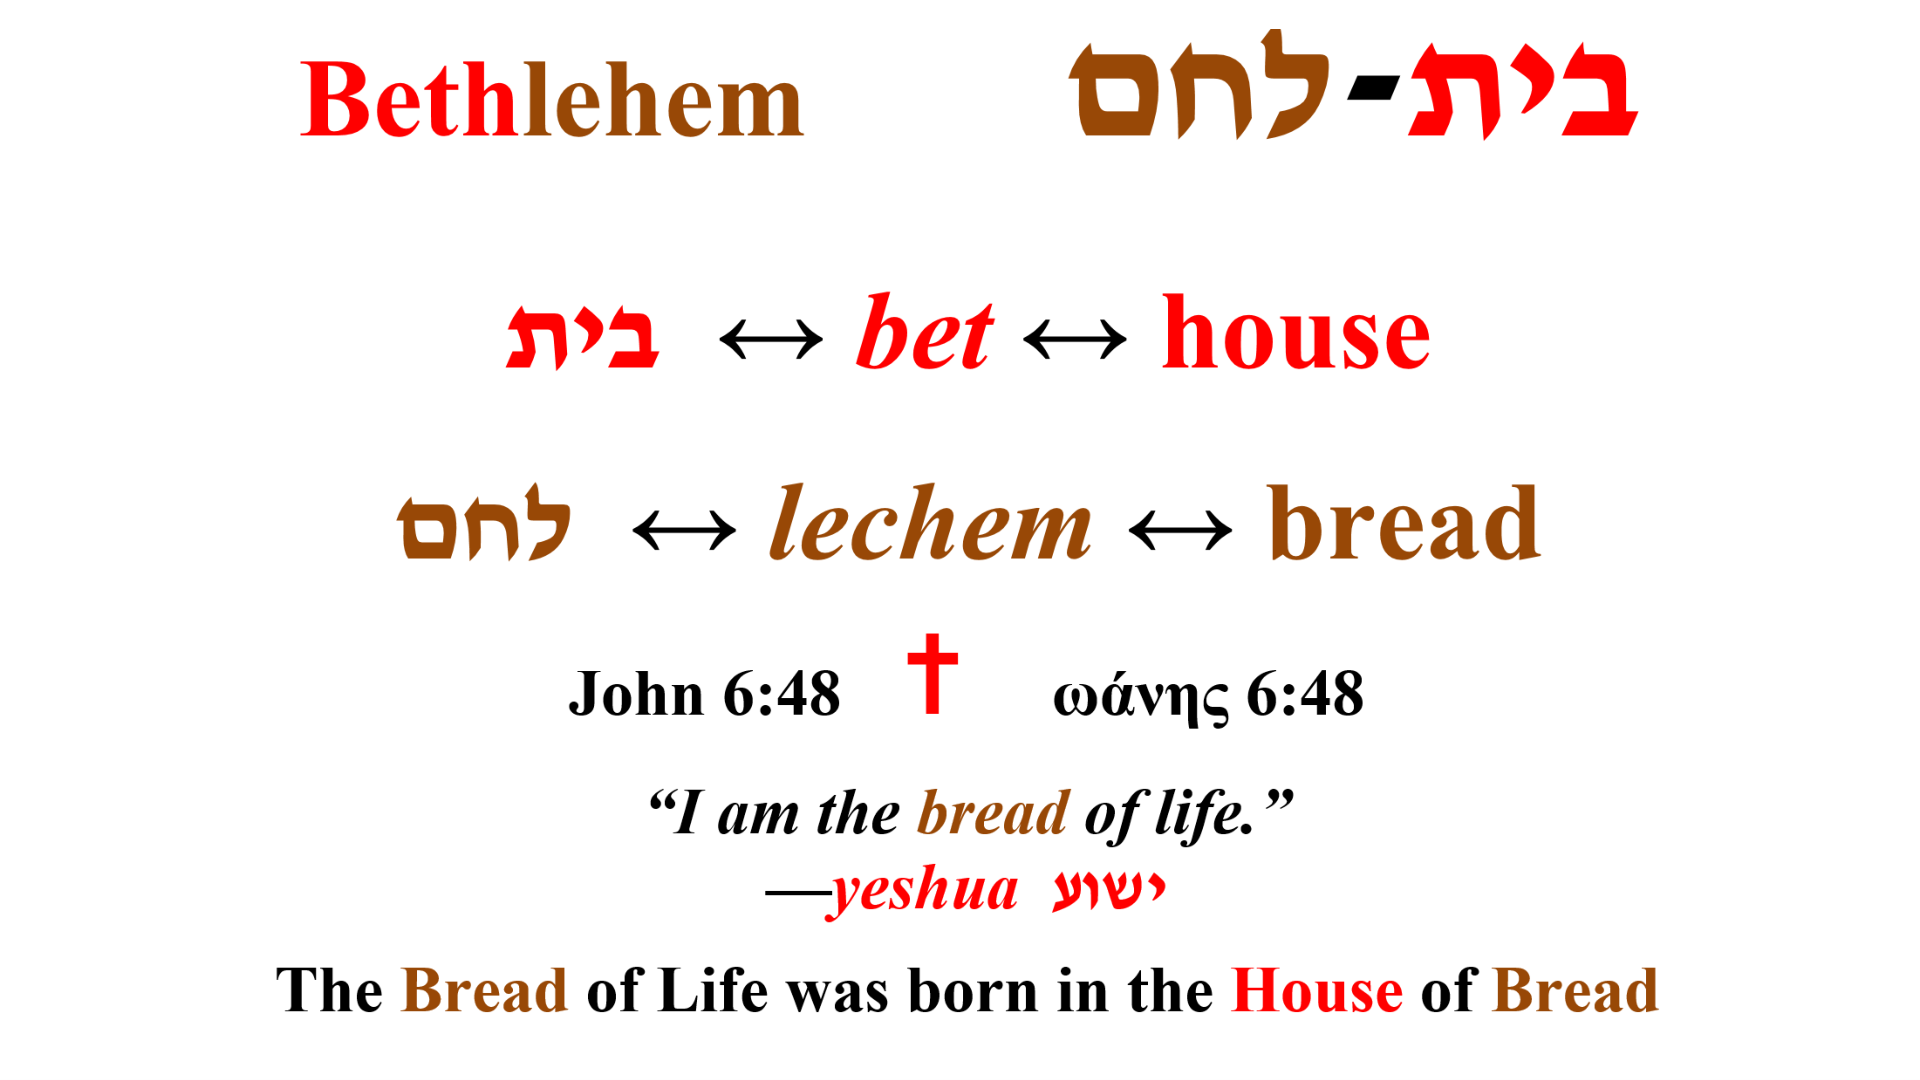 Bethlehem בית-לחם
בית ↔ bet ↔ house
לחם ↔ lechem ↔ bread
John 6:48 ✝ ωάνης 6:48
“I am the bread of life.”
—yeshua ישוע
The Bread of Life was born in the House of Bread